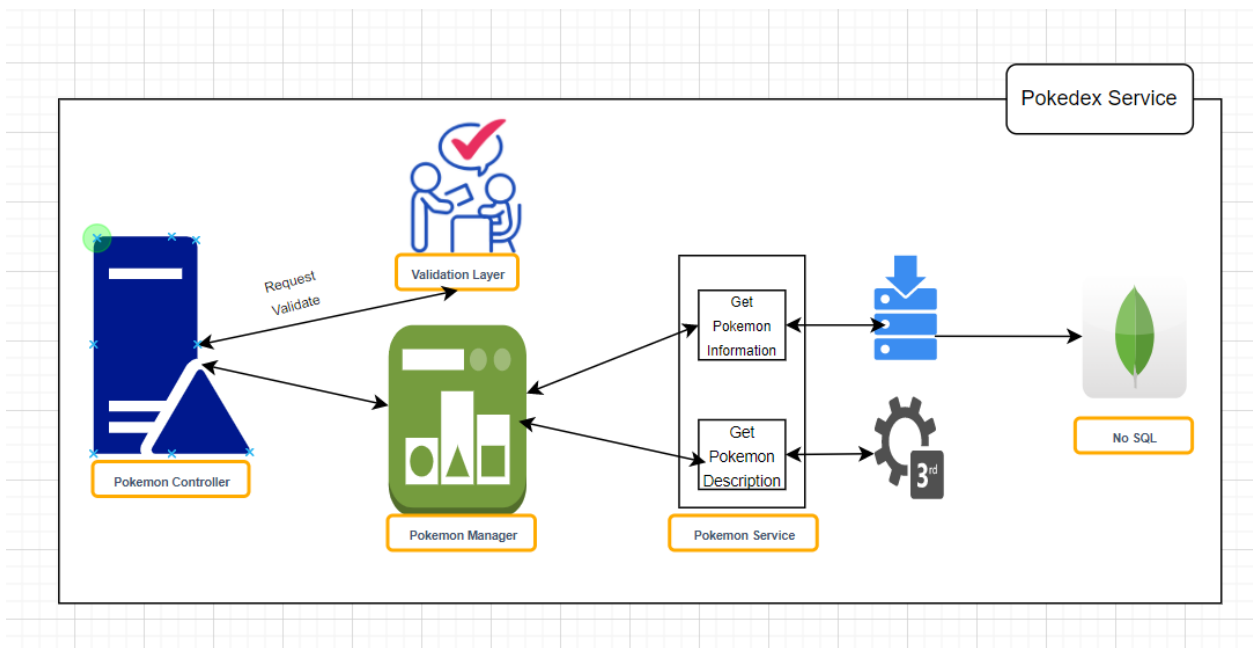 Pokedex Service
Request
Validate
Validation Layer
Get
Pokemon
Information
Get
Pokemon
Description
3rd
No SQL
Pokemon Controller
Pokemon Manager
Pokemon Service